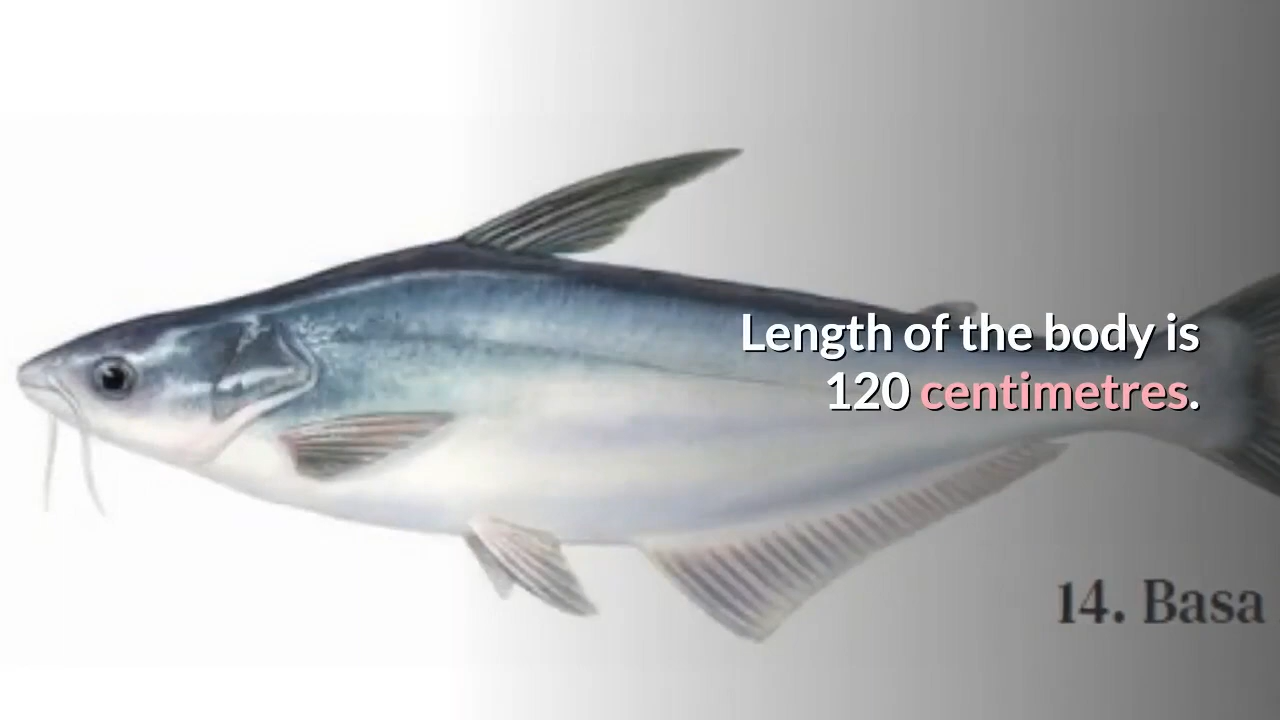 Length of the body is
120 centimetres.
14. Basa